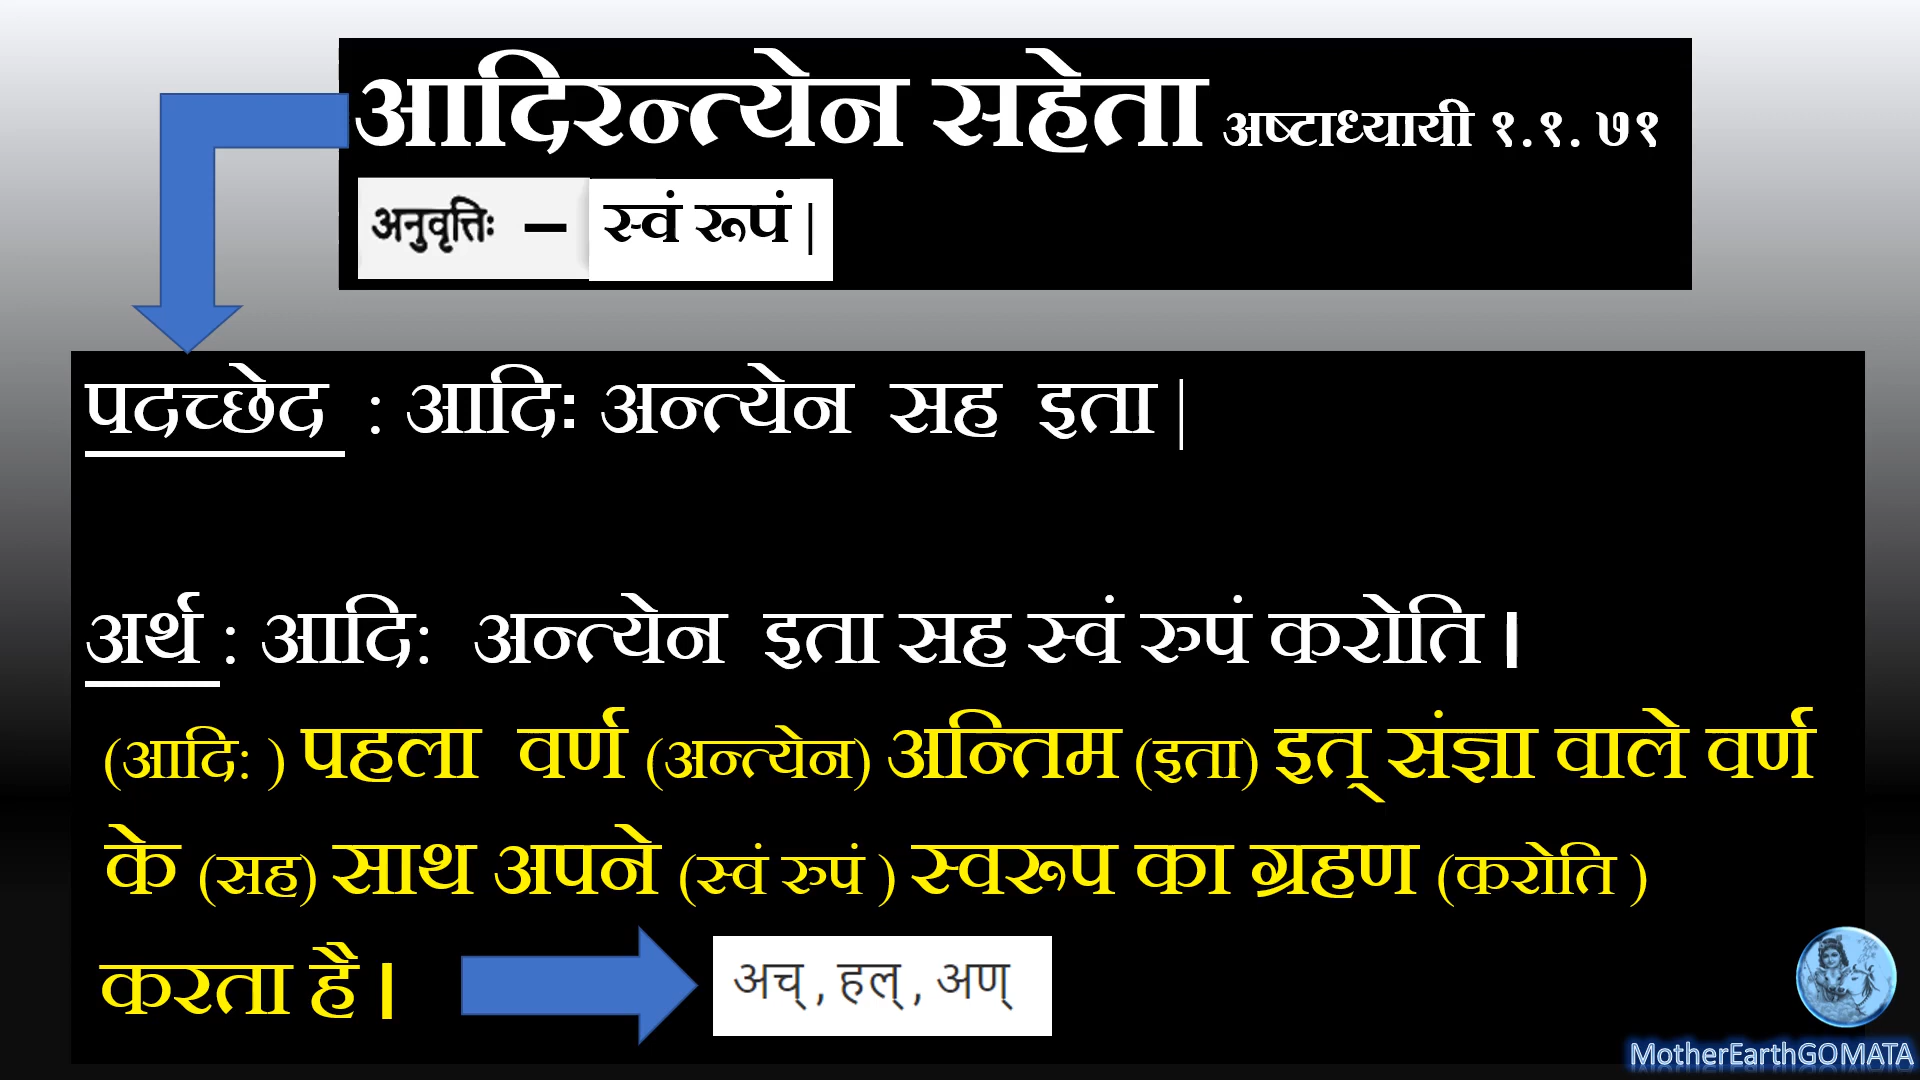 आदिरन्त्येन सहेता अष्टाध्यायी १.१. ७१
अनुवृत्तिः – स्वं रूपं|
पदच्छेद : आदिः अन्त्येन सह इता|
अर्थ : आदि: अन्त्येन इता सह स्वं रुपं करोति ।
(आदि: ) पहला वर्ण (अन्त्येन) अन्तिम (इता) इत् संज्ञा वाले वर्ण
के (सह) साथ अपने (स्वं रुपं ) स्वरूप का ग्रहण (करोति )
करता है ।
अच् , हल् , अण्
MotherEarthGOMATA